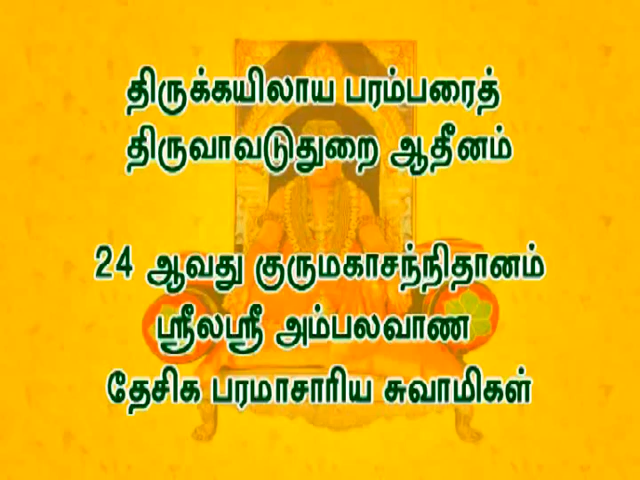 திருக்கயிலாய பரம்பரைத்
திருவாவடுதுறை ஆதீனம்
24 ஆவது குருமகாசந்நிதானம்
ஸ்ரீலஸ்ரீ அம்பலவாண
தேசிக பரமாசாரிய சுவாமிகள்